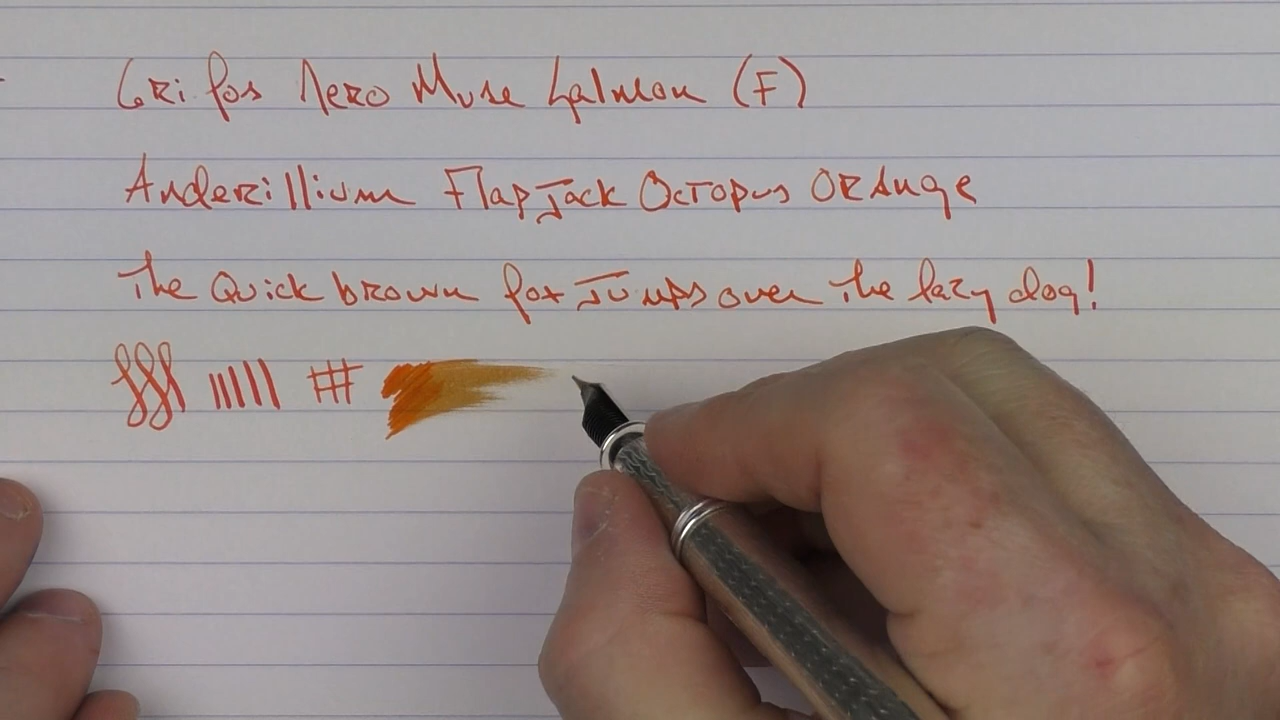 Grifos Aero Muse Salmon (F)
Anderillium Flapjack Octopus Orange
The Quick brown fox Jumps over the lazy dog!